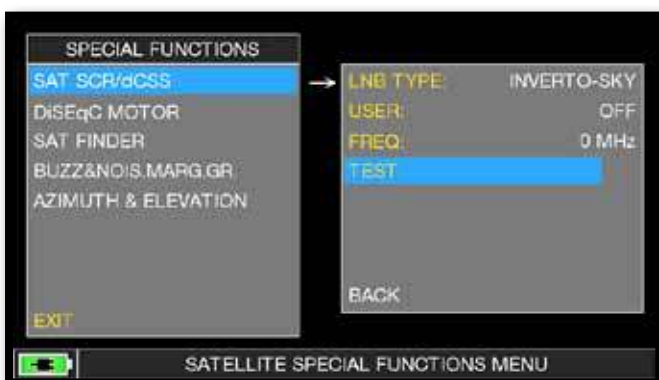 SPECIAL FUNCTIONS
SAT SCR/dCSS
DiSEqC MOTOR
SAT FINDER
BUZZ&NOIS.MARG.GR
AZIMUTH & ELEVATION
EXIT
→ LNB TYPE: INVERTO-SKY
USER: OFF
FREQ: 0 MHz
TEST
BACK
SATELLITE SPECIAL FUNCTIONS MENU